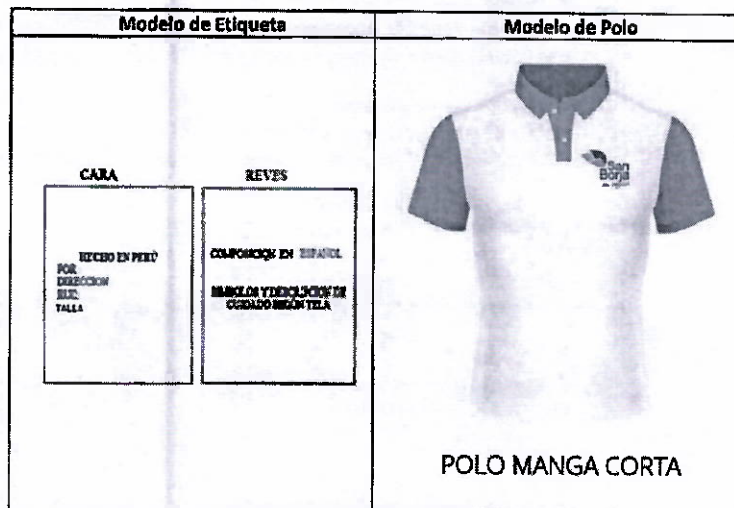 Modelo de Etiqueta
Modelo de Polo
CARA
REVES
HECHO EN PERÚ
POR
DIRECCION
RUC:
TALLA
COMPOSICION EN ESPAÑOL
SIMBOLOS Y DESCRIPCION DE
CUIDADO SEGÚN TELA
San
Borja
POLO MANGA CORTA